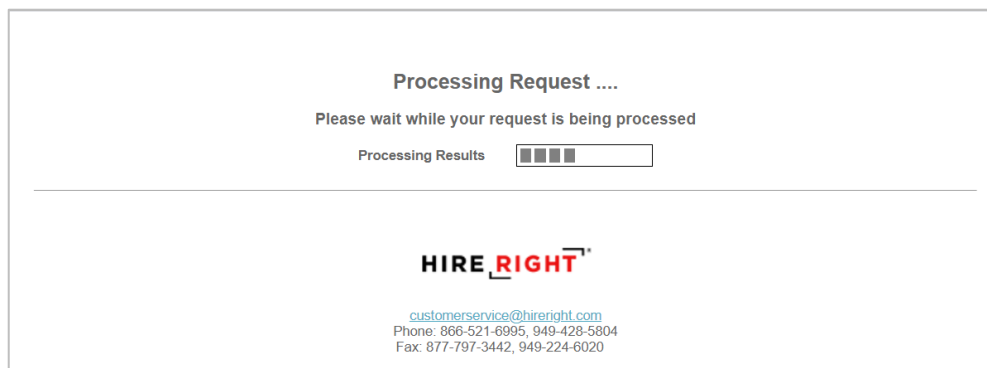 Processing Request ....
Please wait while your request is being processed
Processing Results
HIRE RIGHT
customerservice@hireright.com
Phone: 866-521-6995, 949-428-5804
Fax: 877-797-3442, 949-224-6020